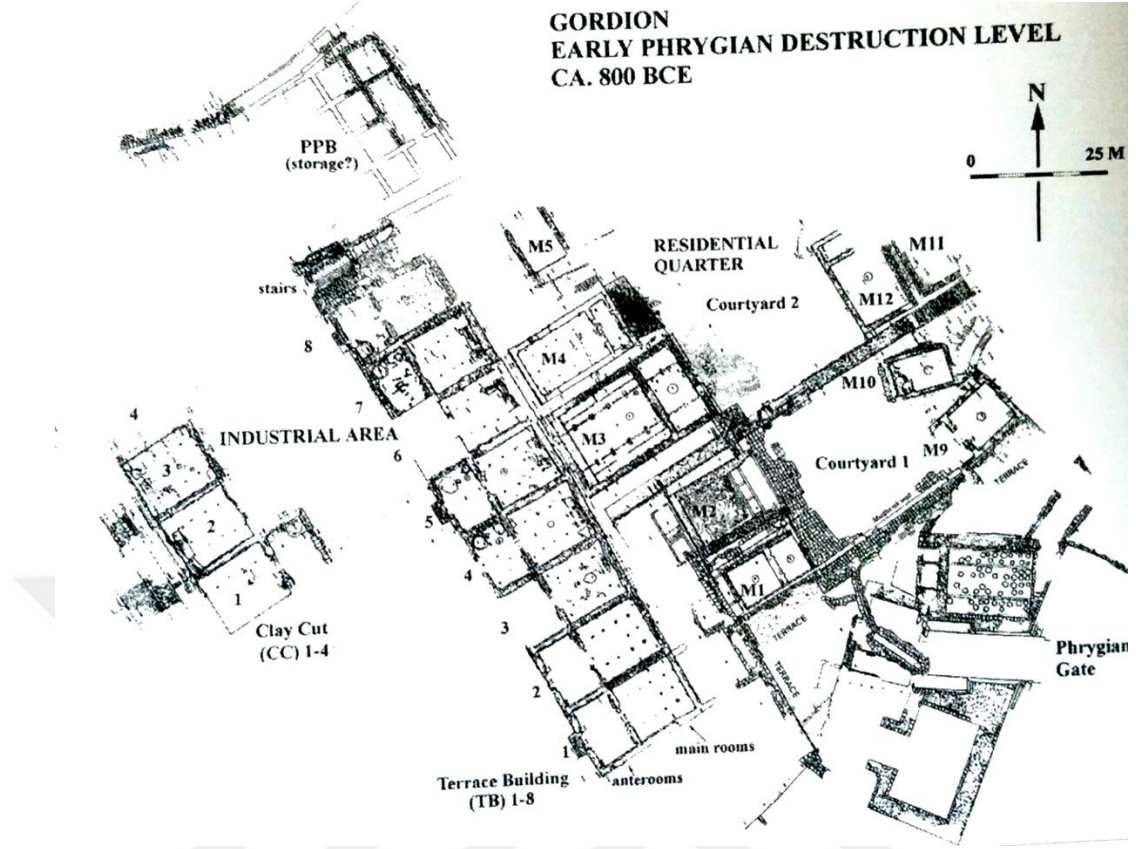 GORDION
EARLY PHRYGIAN DESTRUCTION LEVEL
CA. 800 BCE
N
0
25 M
PPB
(storage?)
M5
RESIDENTIAL
QUARTER
M11
stairs
Courtyard 2
M12
8
M4
M10
7
4
INDUSTRIAL AREA
6
M3
Courtyard 1
M9
3
TERRACE
5
M2
2
4
M1
1
3
TERRACE
Clay Cut
(CC) 1-4
TERRACE
Phrygian
Gate
2
main rooms
1
anterooms
Terrace Building
(TB) 1-8